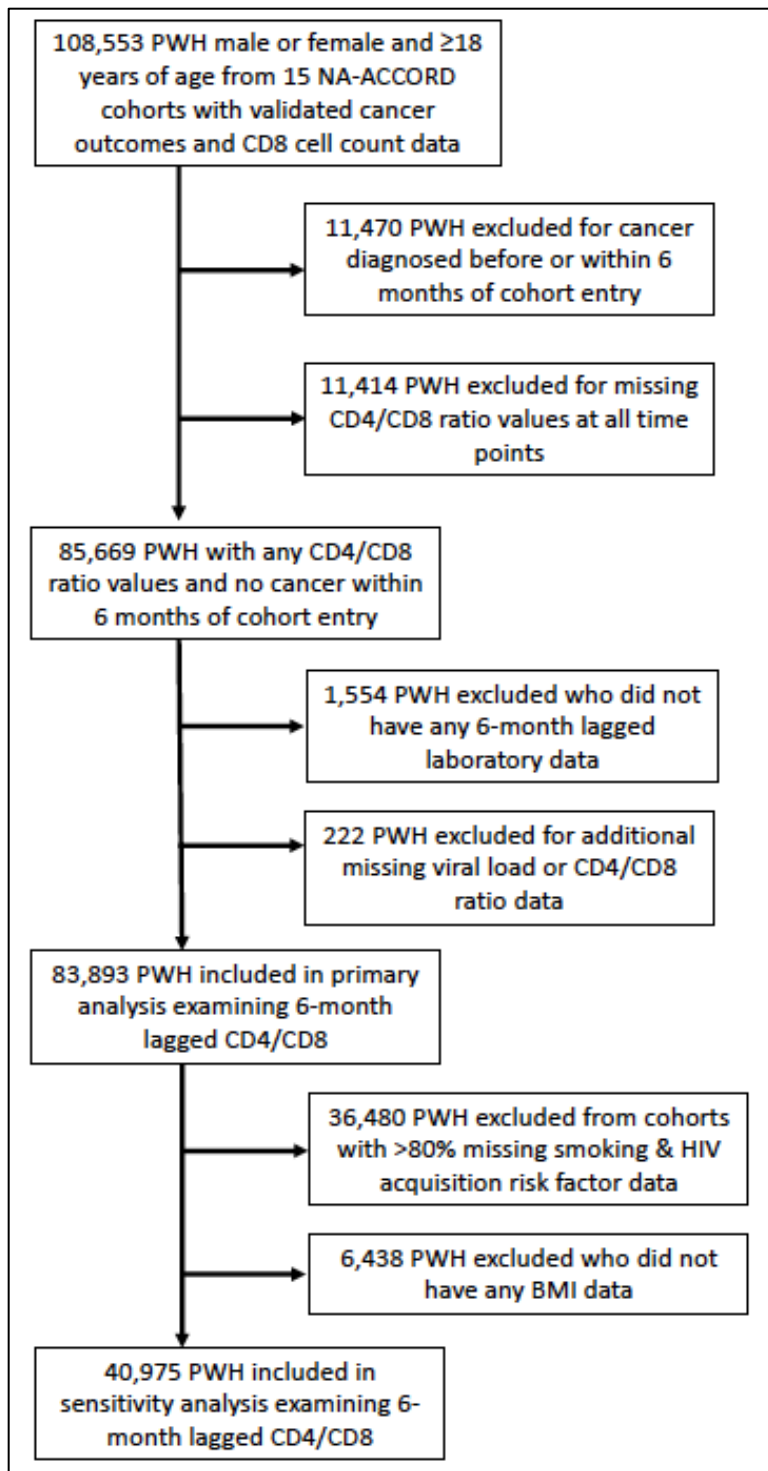 108,553 PWH male or female and ≥18
years of age from 15 NA-ACCORD
cohorts with validated cancer
outcomes and CD8 cell count data
11,470 PWH excluded for cancer
diagnosed before or within 6
months of cohort entry
11,414 PWH excluded for missing
CD4/CD8 ratio values at all time
points
85,669 PWH with any CD4/CD8
ratio values and no cancer within
6 months of cohort entry
1,554 PWH excluded who did not
have any 6-month lagged
laboratory data
222 PWH excluded for additional
missing viral load or CD4/CD8
ratio data
83,893 PWH included in primary
analysis examining 6-month
lagged CD4/CD8
36,480 PWH excluded from cohorts
with >80% missing smoking & HIV
acquisition risk factor data
6,438 PWH excluded who did not
have any BMI data
40,975 PWH included in
sensitivity analysis examining 6-
month lagged CD4/CD8